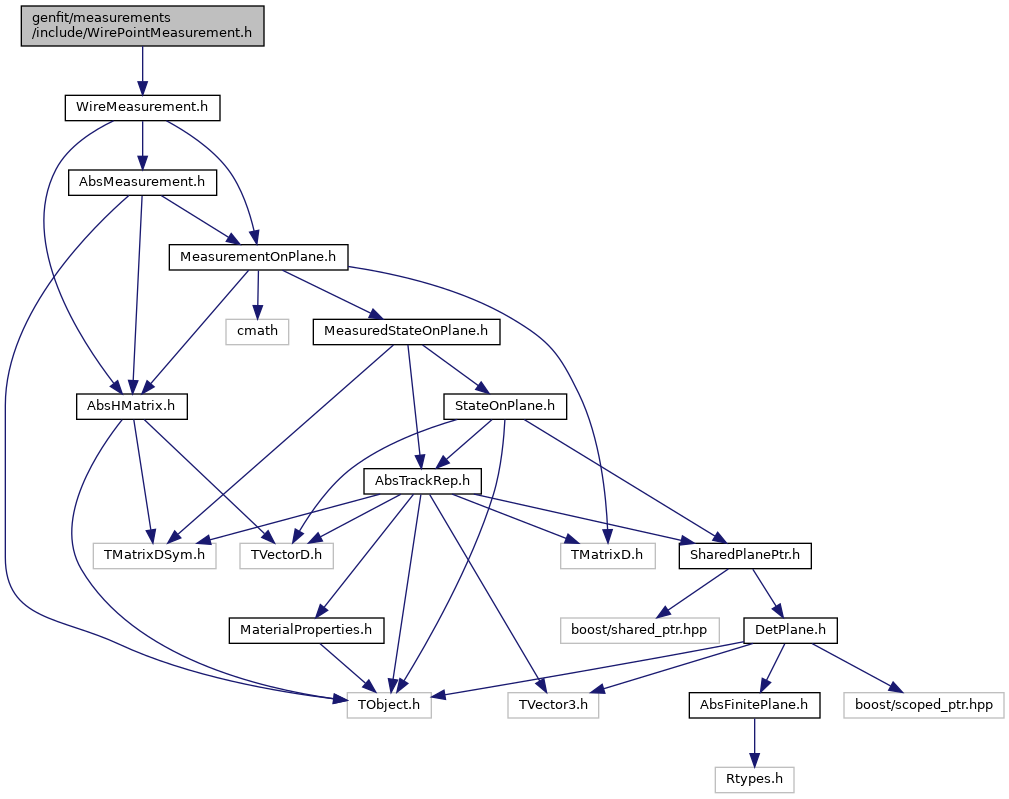 genfit/measurements
/include/WirePointMeasurement.h
WireMeasurement.h
AbsMeasurement.h
MeasurementOnPlane.h
cmath
MeasuredStateOnPlane.h
AbsHMatrix.h
StateOnPlane.h
AbsTrackRep.h
TMatrixDSym.h
TVectorD.h
TMatrixD.h
SharedPlanePtr.h
MaterialProperties.h
boost/shared_ptr.hpp
DetPlane.h
TObject.h
TVector3.h
AbsFinitePlane.h
boost/scoped_ptr.hpp
Rtypes.h